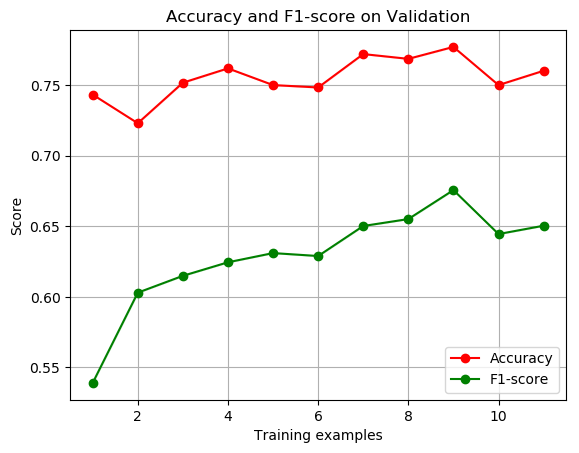 Accuracy and F1-score on Validation
Score
0.75
0.70
0.65
0.60
0.55
2 4 6 8 10
Training examples
Accuracy
F1-score